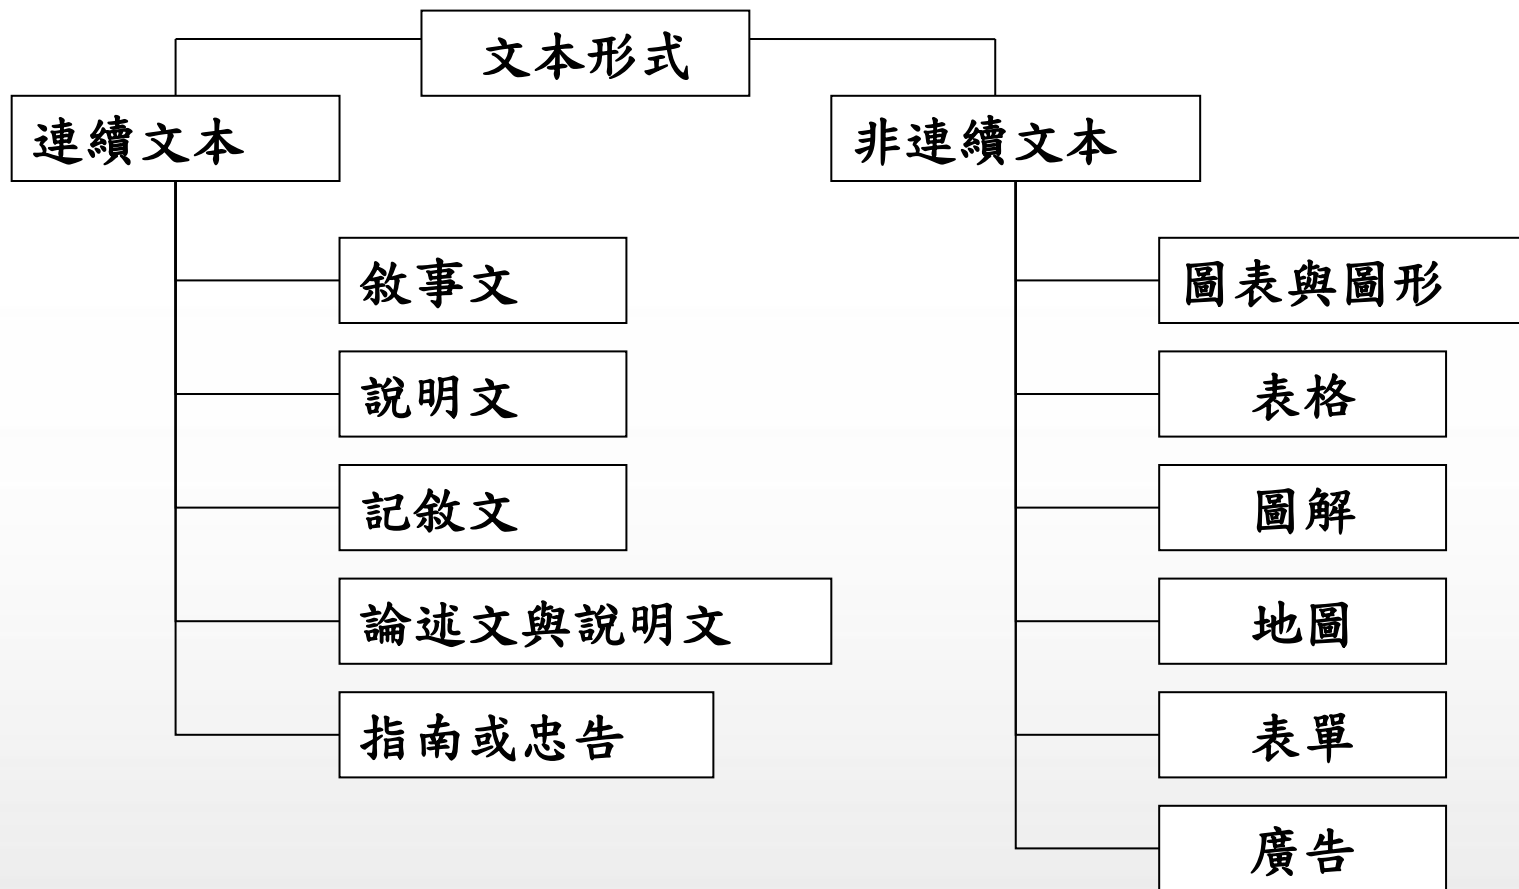 文本形式
連續文本
敘事文
說明文
記敘文
論述文與說明文
指南或忠告
非連續文本
圖表與圖形
表格
圖解
地圖
表單
廣告